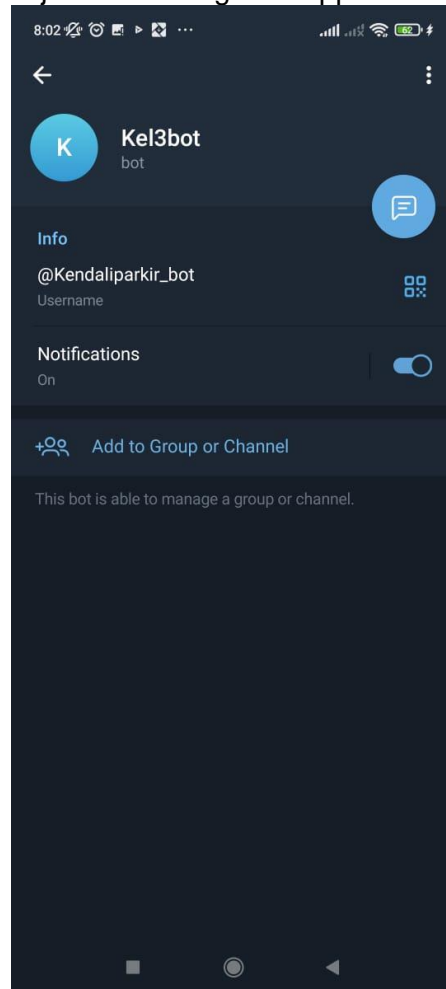 8:02
62
K
Kel3bot
bot
Info
@Kendaliparkir_bot
Username
Notifications
On
Add to Group or Channel
This bot is able to manage a group or channel.